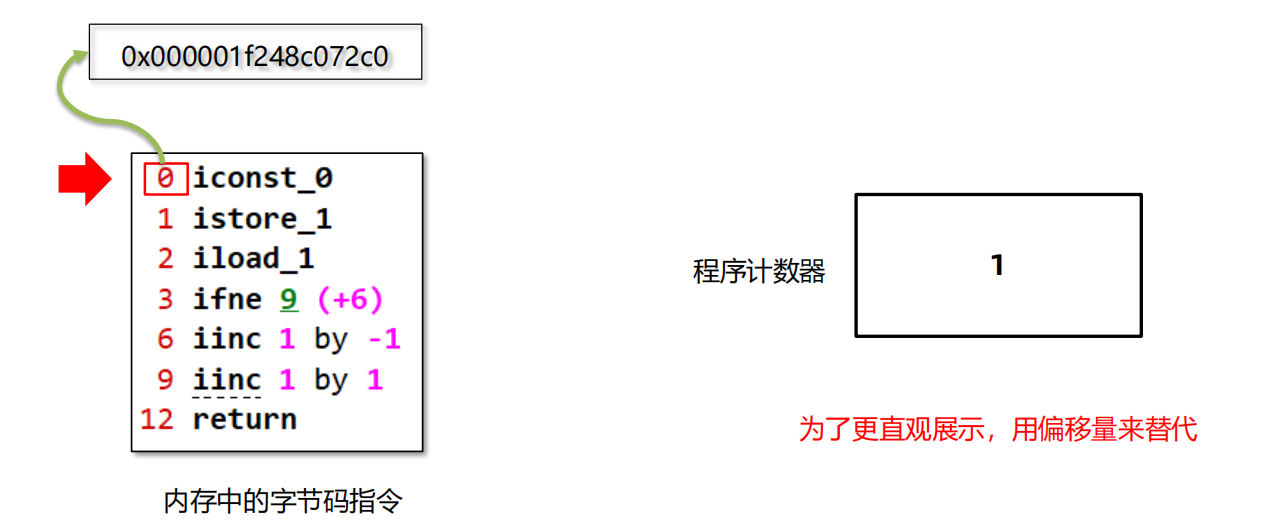 0x000001f248c072c0
0 iconst_0
1 istore_1
2 iload_1
3 ifne 9 (+6)
6 iinc 1 by -1
9 iinc 1 by 1
12 return
内存中的字节码指令
程序计数器
1
为了更直观展示，用偏移量来替代